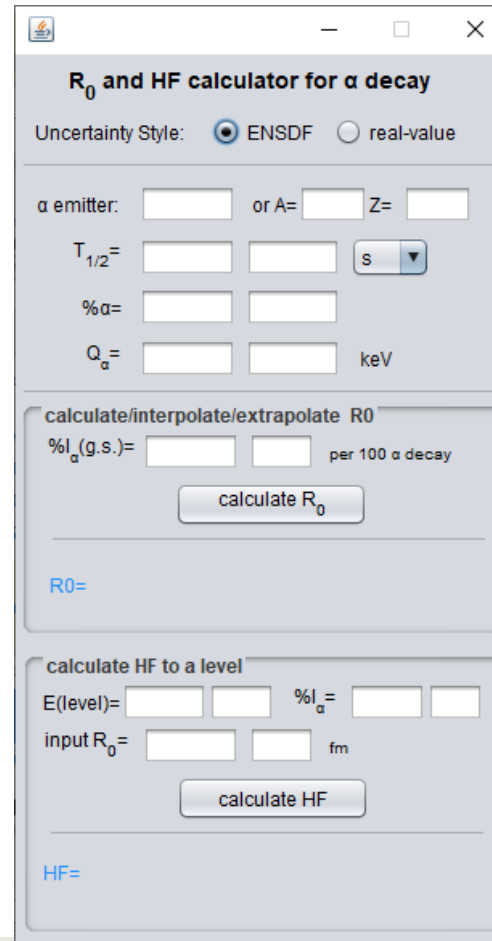 R0 and HF calculator for α decay
Uncertainty Style: ENSDF real-value
α emitter: or A= Z=
T1/2= s
%α=
Qα= keV
calculate/interpolate/extrapolate R0
%Iα(g.s.)= per 100 α decay
calculate R0
R0=
calculate HF to a level
E(level)= %Iα=
input R0= fm
calculate HF
HF=